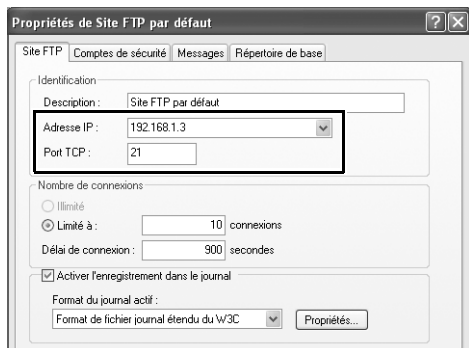 Propriétés de Site FTP par défaut
Site FTP Comptes de sécurité Messages Répertoire de base
Identification
Description : Site FTP par défaut
Adresse IP : 192.168.1.3
Port TCP : 21
Nombre de connexions
Illimité
Limité à : 10 connexions
Délai de connexion : 900 secondes
Activer l'enregistrement dans le journal
Format du journal actif :
Format de fichier journal étendu du W3C Propriétés...